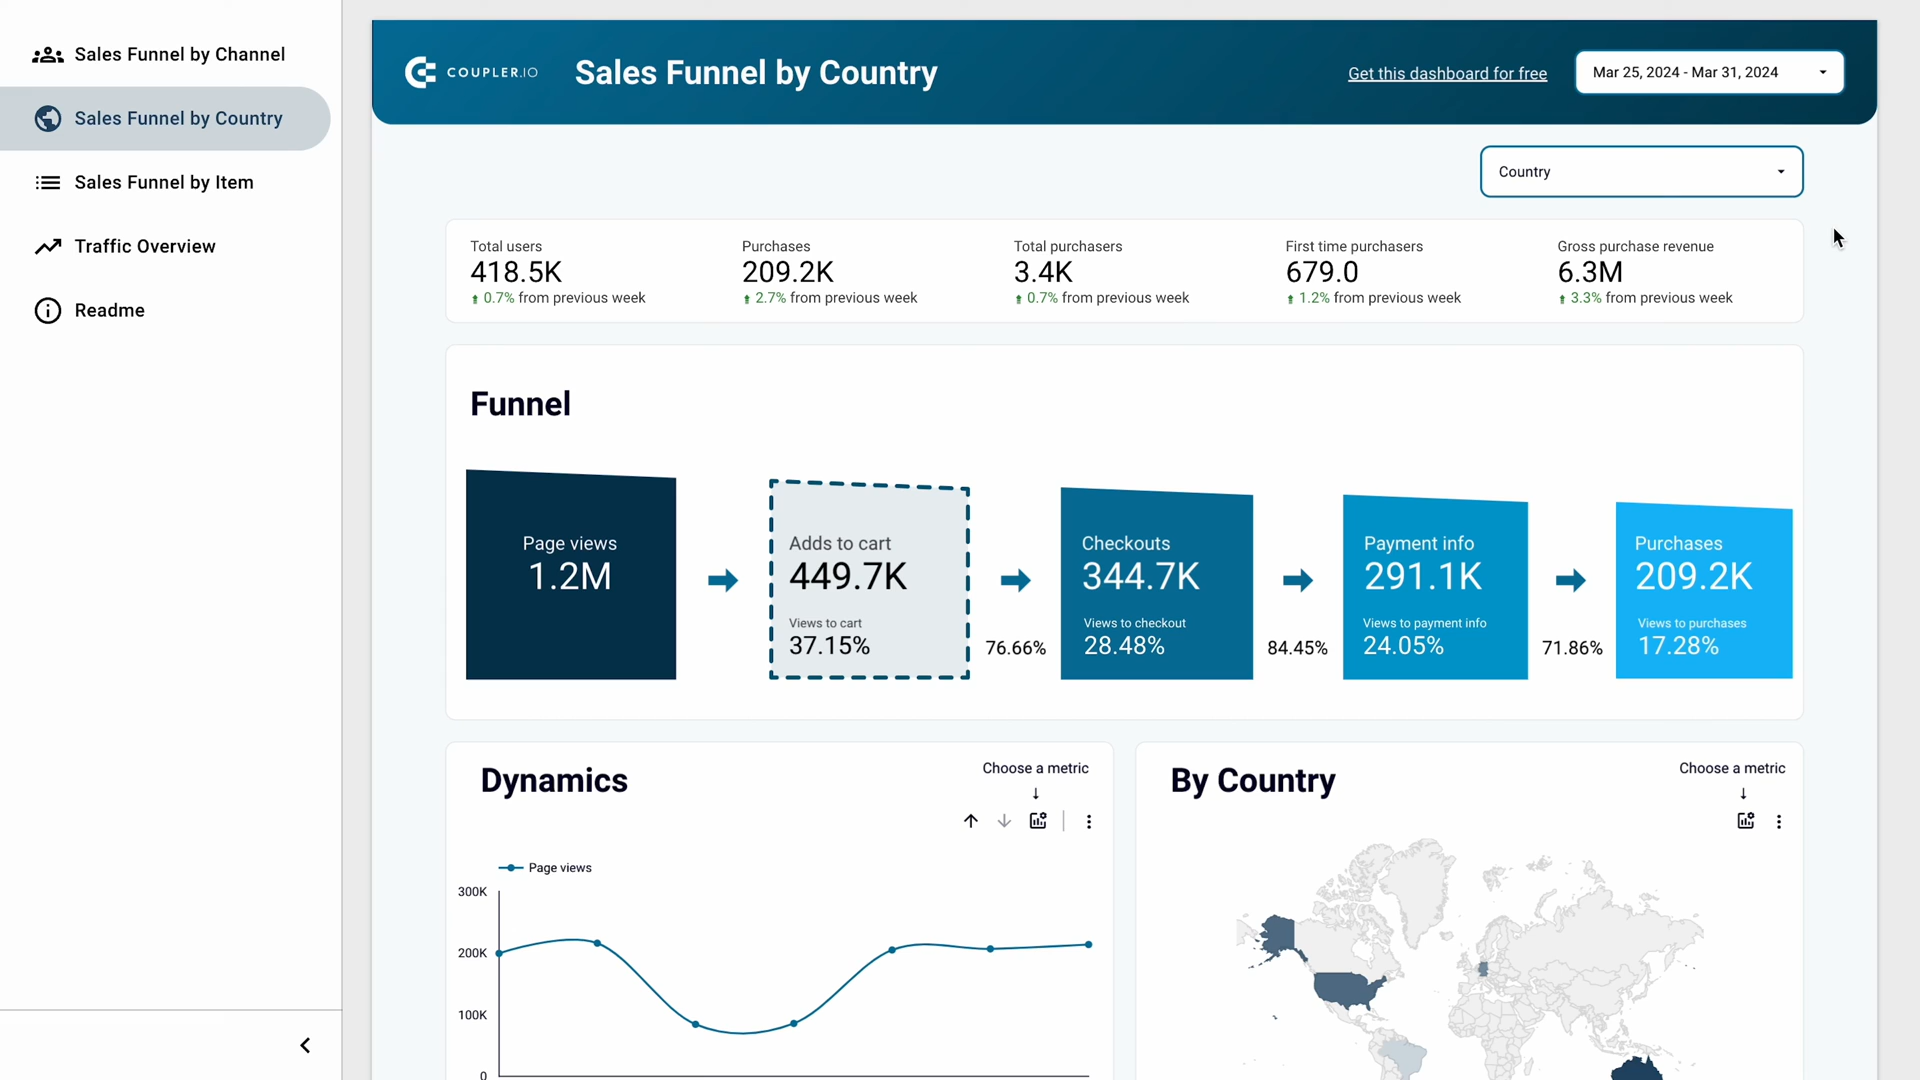 Sales Funnel by Channel
Sales Funnel by Country
Sales Funnel by Item
Traffic Overview
Readme
COUPLER.IO
Sales Funnel by Country
Get this dashboard for free
Mar 25, 2024 - Mar 31, 2024
Country
Total users
418.5K
0.7% from previous week
Purchases
209.2K
2.7% from previous week
Total purchasers
3.4K
0.7% from previous week
First time purchasers
679.0
1.2% from previous week
Gross purchase revenue
6.3M
3.3% from previous week
Funnel
Page views
1.2M
Adds to cart
449.7K
Views to cart
37.15%
76.66%
Checkouts
344.7K
Views to checkout
28.48%
84.45%
Payment info
291.1K
Views to payment info
24.05%
71.86%
Purchases
209.2K
Views to purchases
17.28%
Dynamics
Choose a metric
Page views
300K
200K
100K
0
By Country
Choose a metric